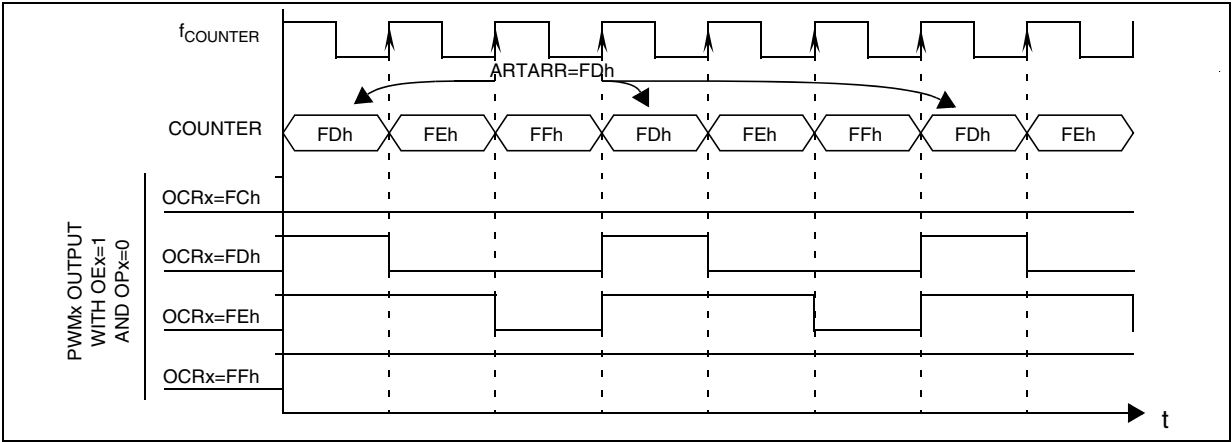 fCOUNTER
ARTARR=FDh
COUNTER
FDh FEh FFh FDh FEh FFh FDh FEh
PWMx OUTPUT
WITH OEx=1
AND OPx=0
OCRx=FCh
OCRx=FDh
OCRx=FEh
OCRx=FFh
t